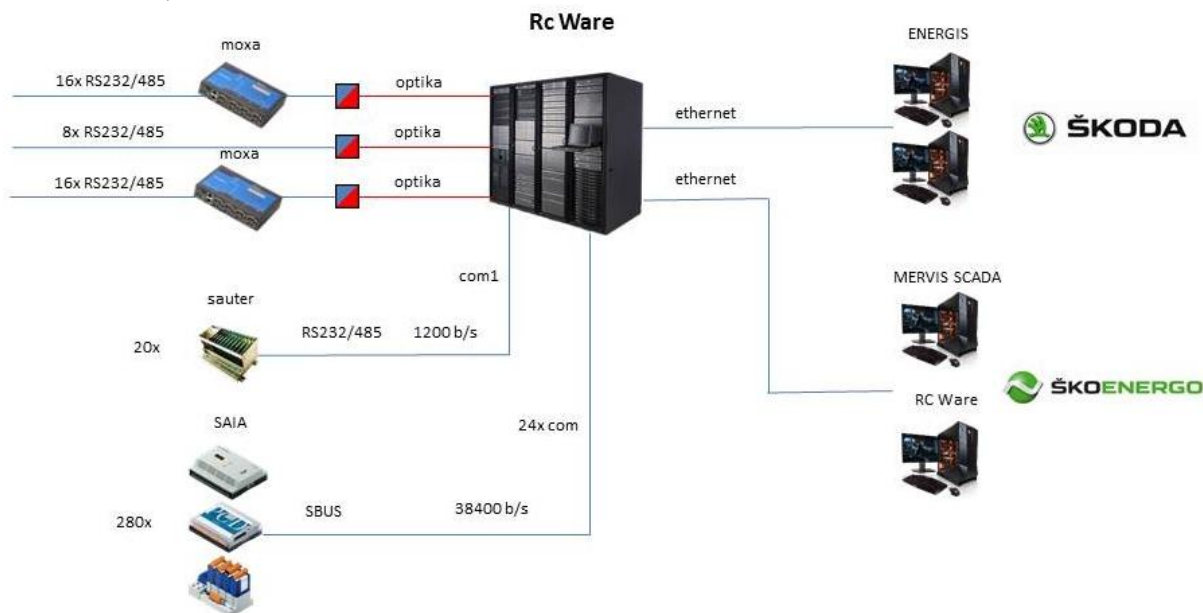 Rc Ware
ENERGIS
moxa
16x RS232/485
optika
ethernet
ŠKODA
8x RS232/485
optika
moxa
16x RS232/485
optika
ethernet
com1
MERVIS SCADA
sauter
RS232/485
1200 b/s
20x
ŠKOENERGO
RC Ware
SAIA
24x com
280x
SBUS
38400 b/s